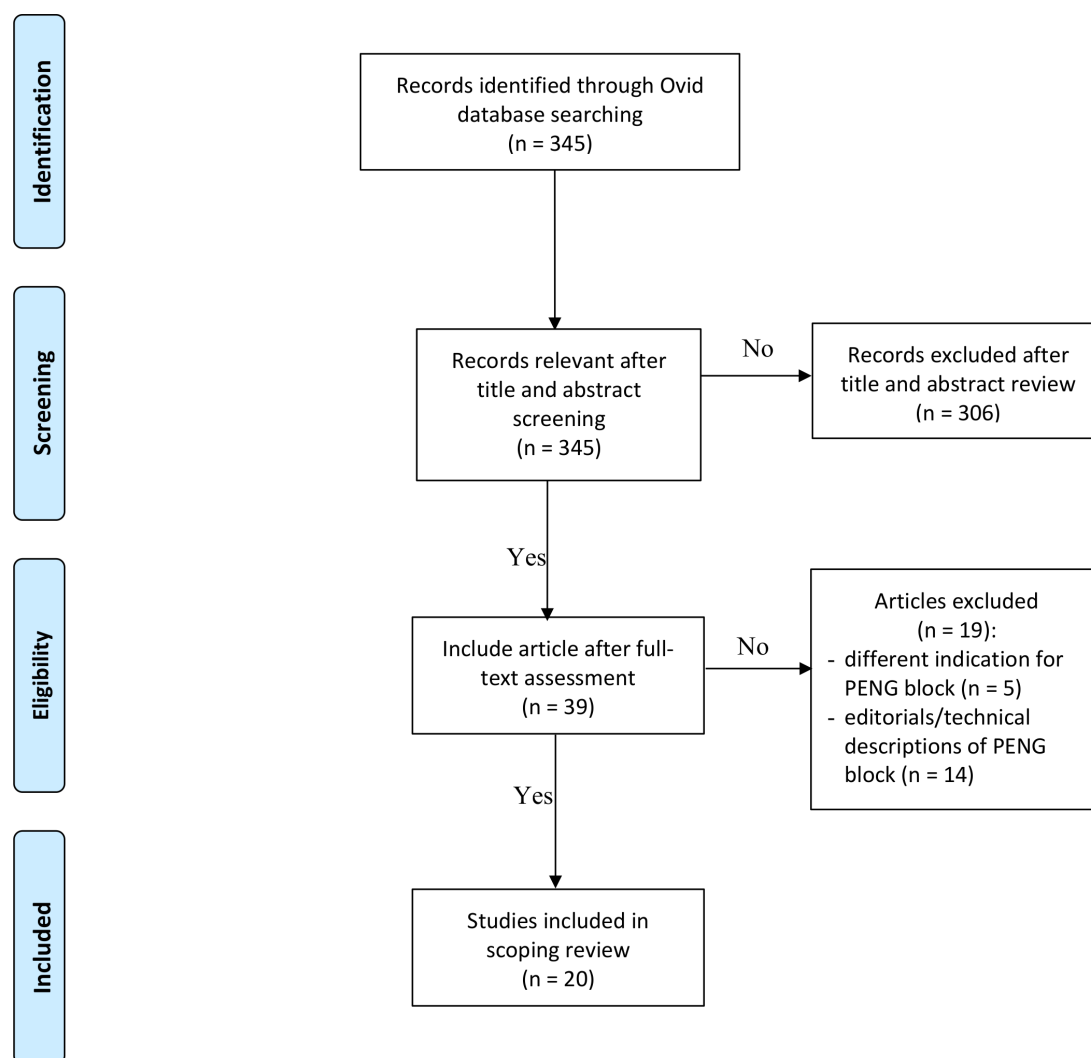 Identification
Records identified through Ovid
database searching
(n = 345)
Screening
Records relevant after
title and abstract
screening
(n = 345)
No
Records excluded after
title and abstract review
(n = 306)
Yes
Eligibility
Include article after full-
text assessment
(n = 39)
No
Articles excluded
(n = 19):
- different indication for
PENG block (n = 5)
- editorials/technical
descriptions of PENG
block (n = 14)
Yes
Included
Studies included in
scoping review
(n = 20)